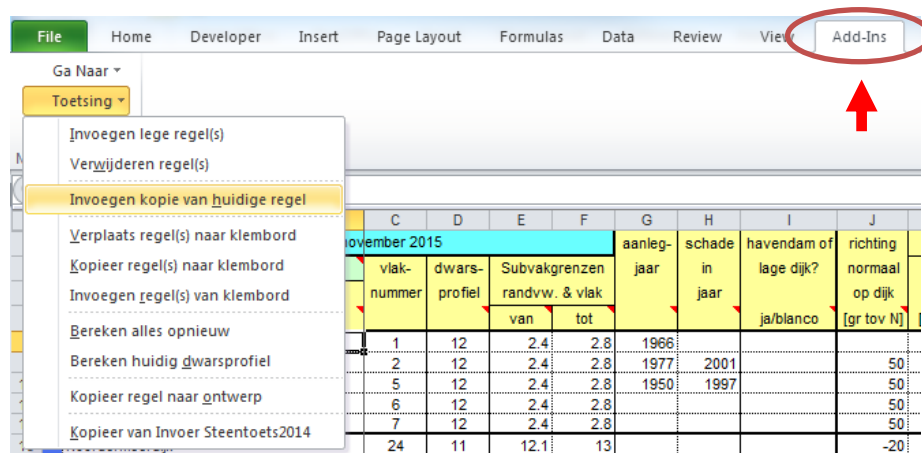 File Home Developer Insert Page Layout Formulas Data Review View Add-Ins
Ga Naar
Toetsing
Invoegen lege regel(s)
Verwijderen regel(s)
Invoegen kopie van huidige regel
Verplaats regel(s) naar klembord
Kopieer regel(s) naar klembord
Invoegen regel(s) van klembord
Bereken alles opnieuw
Bereken huidig dwarsprofiel
Kopieer regel naar ontwerp
Kopieer van Invoer Steentoets2014
C D E F G H I J
november 2015 aanleg- schade havendam of richting
vlak- dwars- Subvakgrenzen jaar in lage dijk? normaal
nummer profiel randvw. & vlak jaar op dijk
van tot ja/blanco [gr tov N]
1 12 2.4 2.8 1966
2 12 2.4 2.8 1977 2001 50
5 12 2.4 2.8 1950 1997 50
6 12 2.4 2.8 50
7 12 2.4 2.8 50
24 11 12.1 13 -20